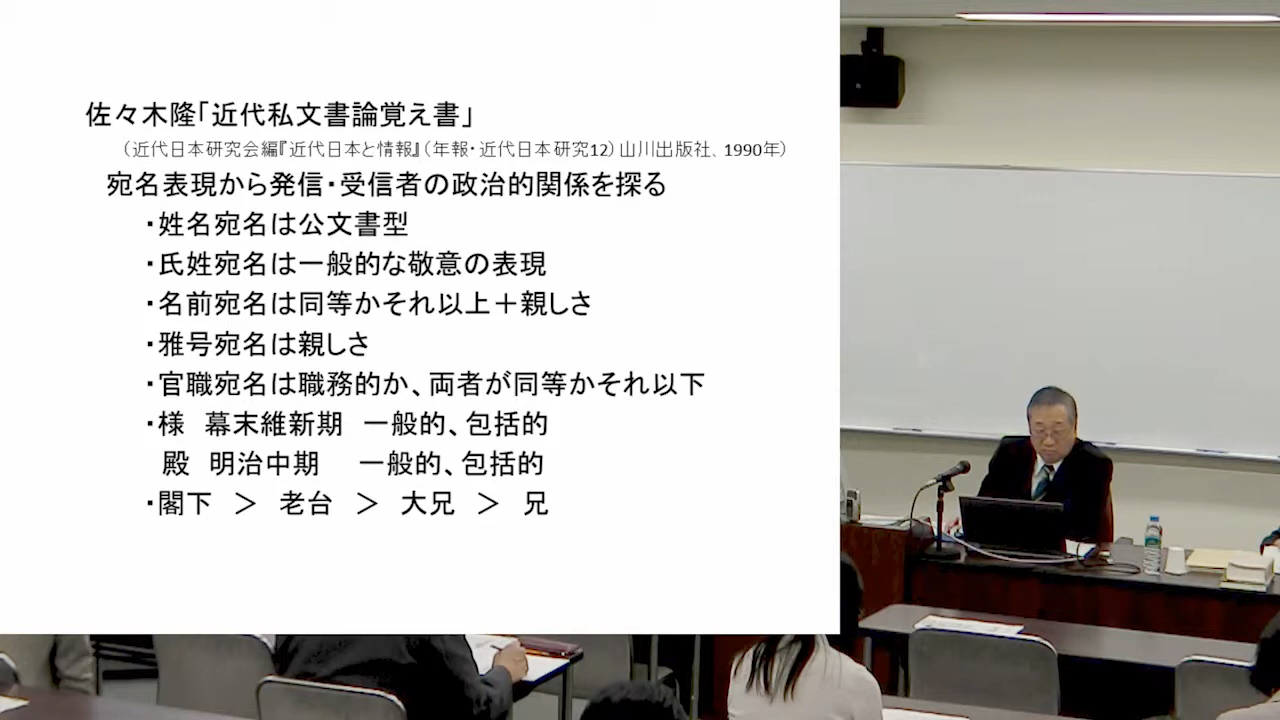 佐々木隆「近代私文書論覚え書」
（近代日本研究会編『近代日本と情報』（年報・近代日本研究12）山川出版社、1990年）
宛名表現から発信・受信者の政治的関係を探る
・姓名宛名は公文書型
・氏姓宛名は一般的な敬意の表現
・名前宛名は同等かそれ以上＋親しさ
・雅号宛名は親しさ
・官職宛名は職務的か、両者が同等かそれ以下
・様　幕末維新期　一般的、包括的
殿　明治中期　一般的、包括的
・閣下　＞　老台　＞　大兄　＞　兄